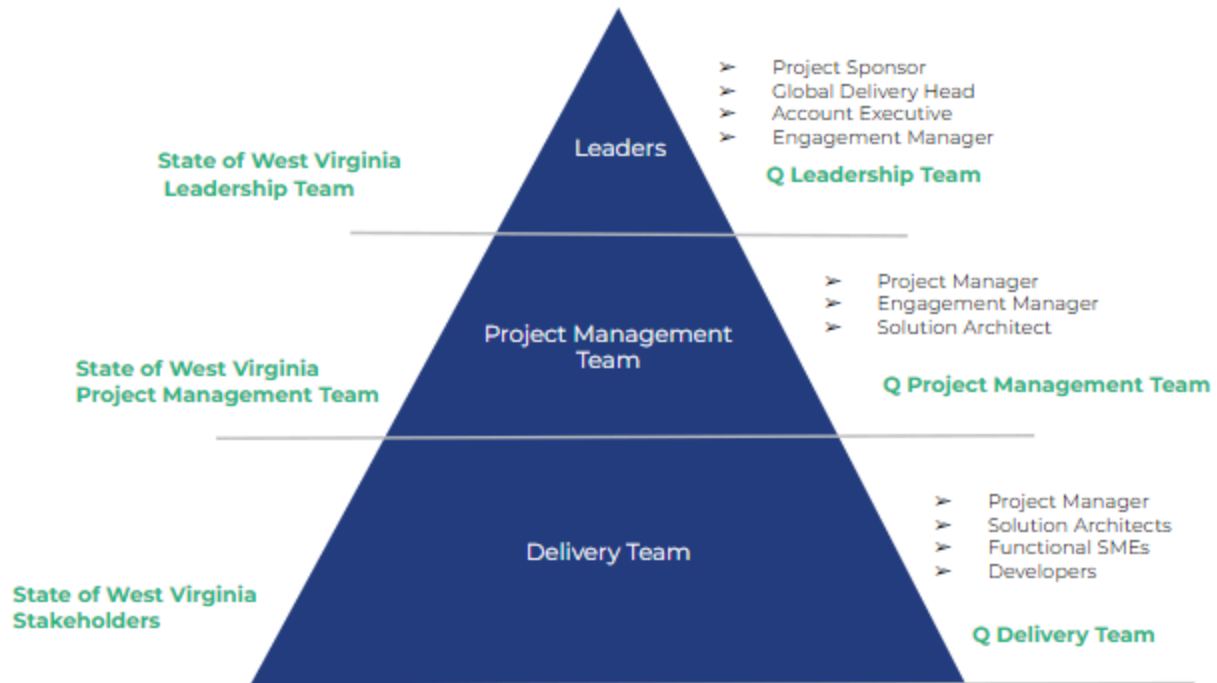 ➢ Project Sponsor
➢ Global Delivery Head
➢ Account Executive
➢ Engagement Manager
Leaders
State of West Virginia
Leadership Team
Q Leadership Team
➢ Project Manager
➢ Engagement Manager
➢ Solution Architect
Project Management
Team
State of West Virginia
Project Management Team
Q Project Management Team
➢ Project Manager
➢ Solution Architects
➢ Functional SMEs
➢ Developers
Delivery Team
State of West Virginia
Stakeholders
Q Delivery Team